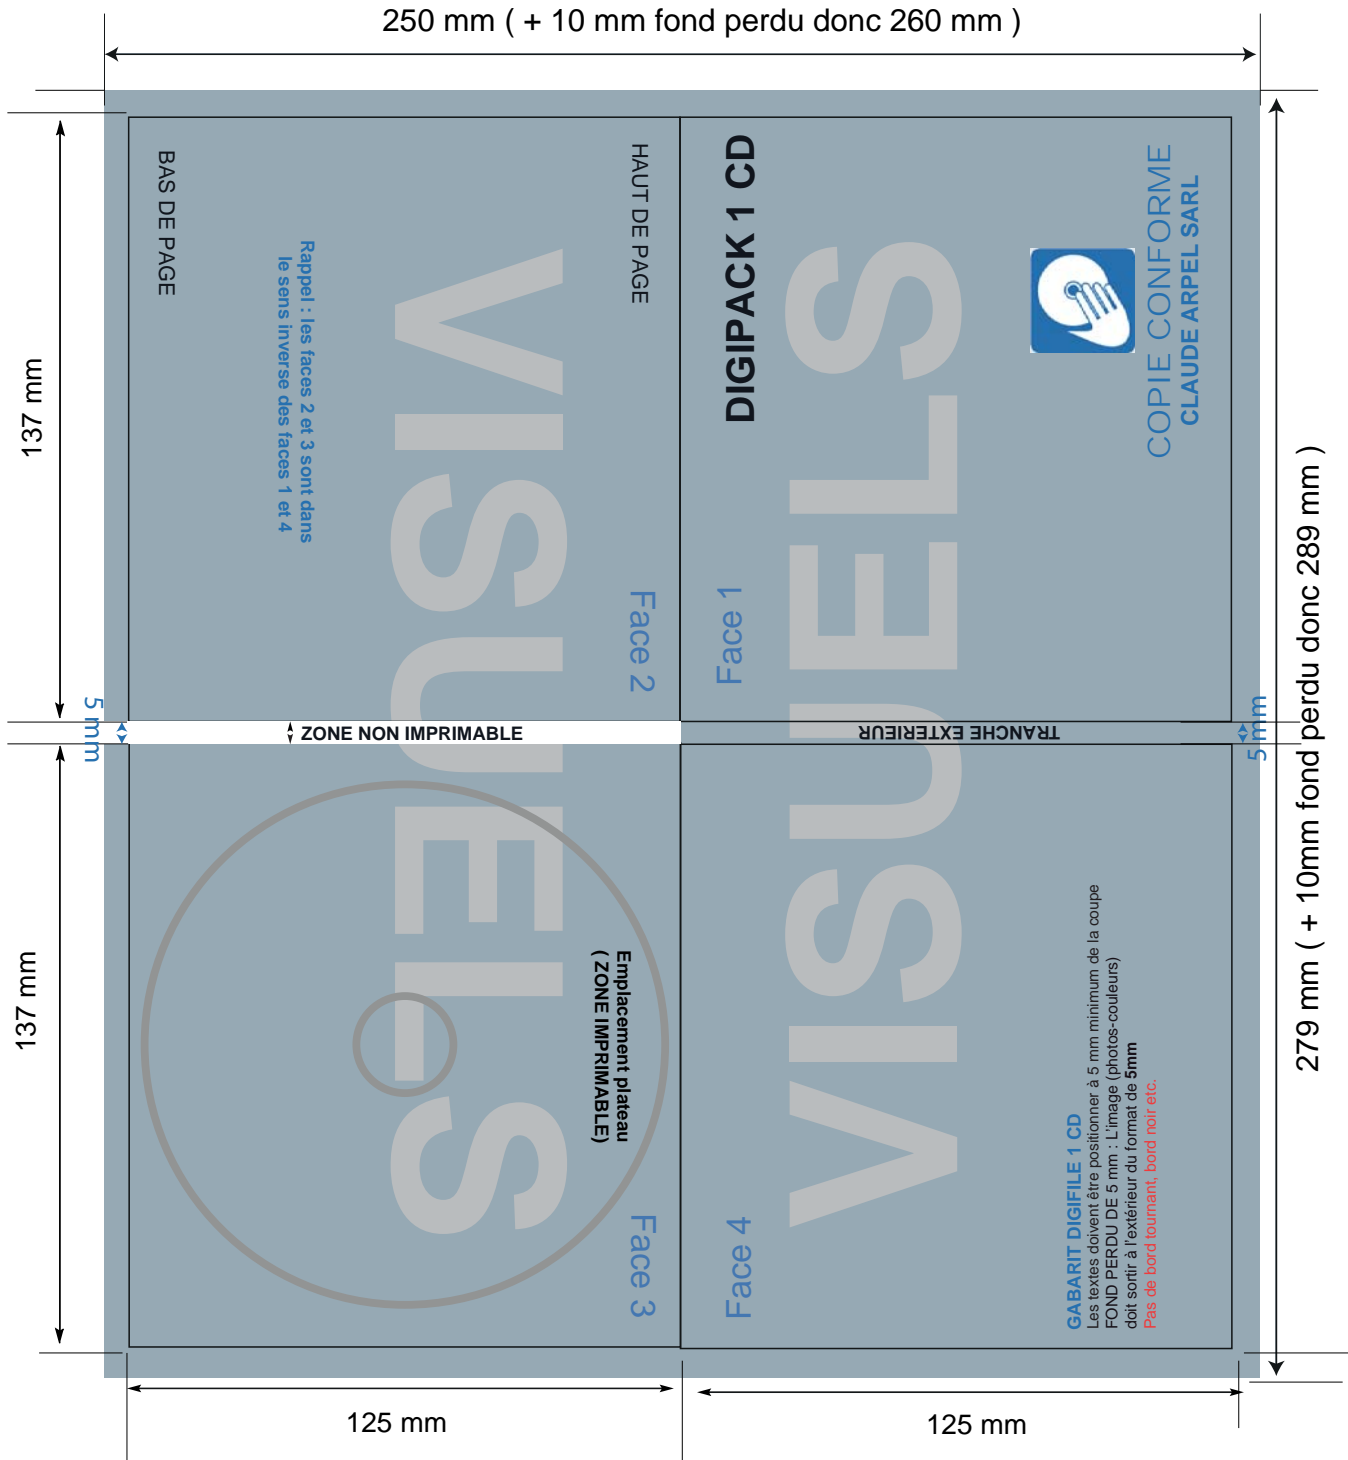 250 mm ( + 10 mm fond perdu donc 260 mm )
BAS DE PAGE
HAUT DE PAGE
Rappel : les faces 2 et 3 sont dans
le sens inverse des faces 1 et 4
VISUELS
Face 2
DIGIPACK 1 CD
COPIE CONFORME
CLAUDE ARPEL SARL
VISUELS
Face 1
137 mm
279 mm ( + 10mm fond perdu donc 289 mm )
5 mm
ZONE NON IMPRIMABLE
TRANCHE EXTERIEUR
5 mm
137 mm
Emplacement plateau
( ZONE IMPRIMABLE)
Face 3
Face 4
GABARIT DIGIFILE 1 CD
Les textes doivent être positionner à 5 mm minimum de la coupe
FOND PERDU DE 5 mm : L'image (photos-couleurs)
doit sortir à l'extérieur du format de 5mm
Pas de bord tournant, bord noir etc.
125 mm
125 mm